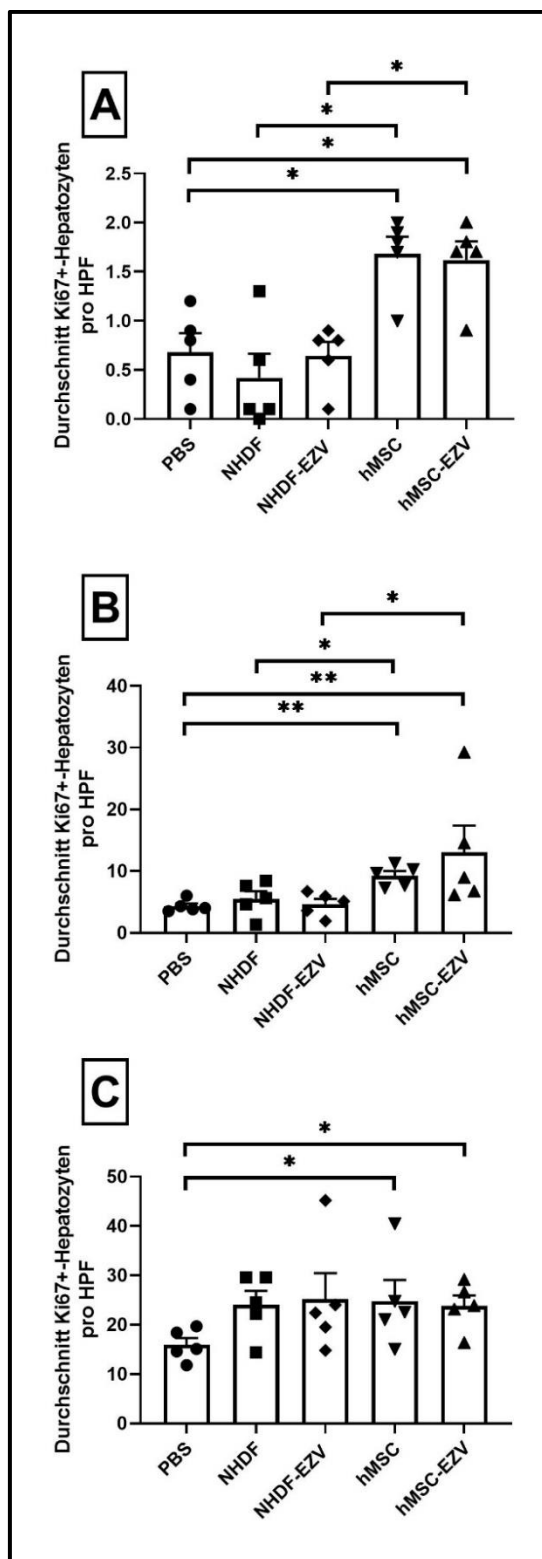 A
*
*
*
*
Durchschnitt Ki67+-Hepatozyten
pro HPF
2.5
2.0
1.5
1.0
0.5
0.0
PBS
NHDF
NHDF-EZV
hMSC
hMSC-EZV
B
*
*
**
**
Durchschnitt Ki67+-Hepatozyten
pro HPF
40
30
20
10
0
PBS
NHDF
NHDF-EZV
hMSC
hMSC-EZV
C
*
*
Durchschnitt Ki67+-Hepatozyten
pro HPF
50
40
30
20
10
0
PBS
NHDF
NHDF-EZV
hMSC
hMSC-EZV